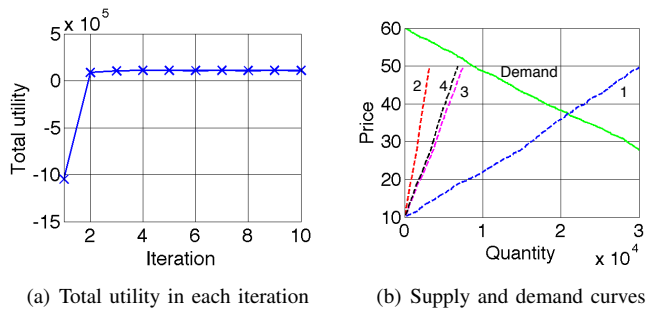 x 10^5
5
0
-5
-10
-15
Total utility
2 4 6 8 10
Iteration
(a) Total utility in each iteration
60
50
40
30
20
10
Price
Demand
2
4
3
1
0 1 2 3
Quantity
x 10^4
(b) Supply and demand curves